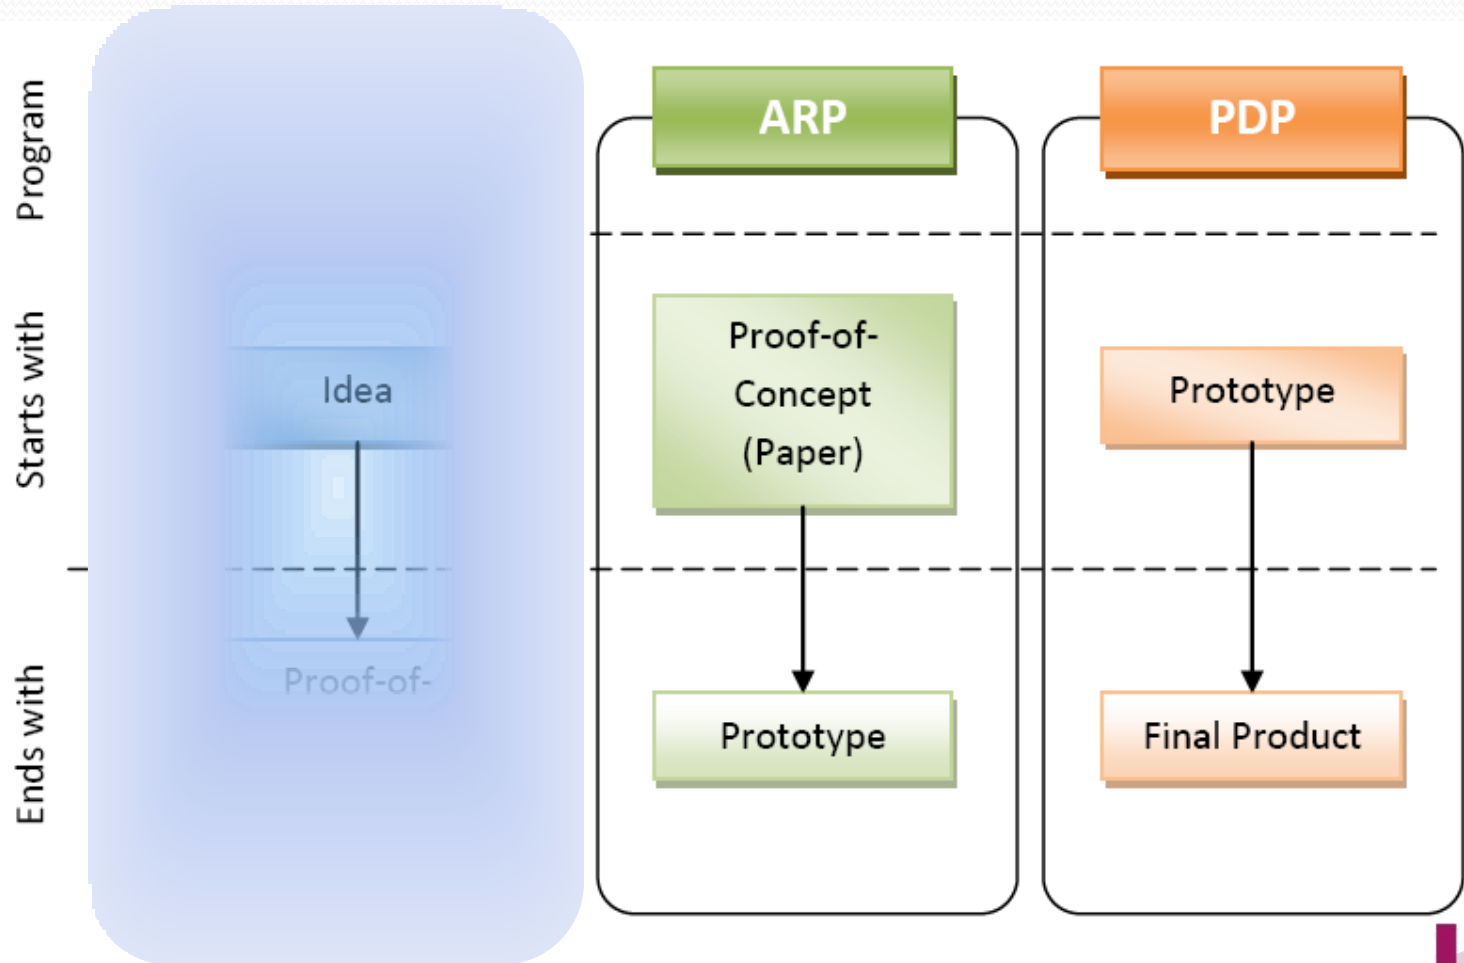 Program
ARP
PDP
Starts with
Idea
Proof-of-
Concept
(Paper)
Prototype
Ends with
Proof-of-
Prototype
Final Product